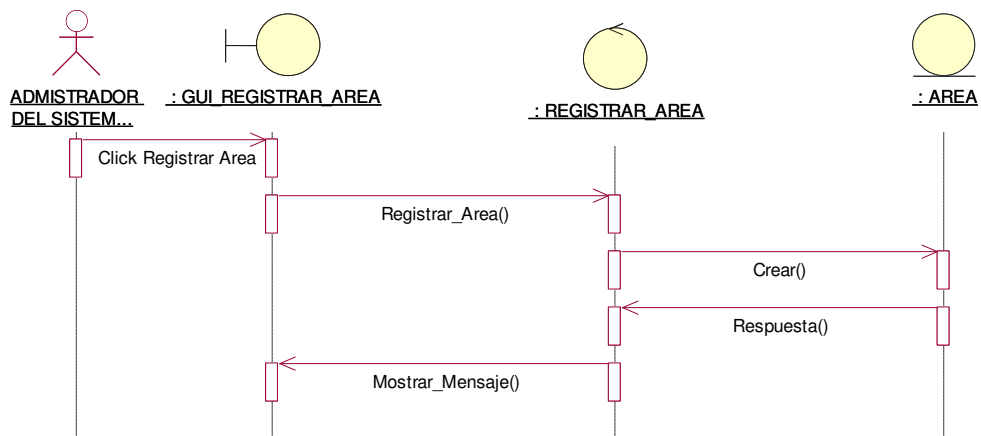 ADMISTRADOR
DEL SISTEM...
: GUI_REGISTRAR_AREA
: REGISTRAR_AREA
: AREA
Click Registrar Area
Registrar_Area()
Crear()
Respuesta()
Mostrar_Mensaje()